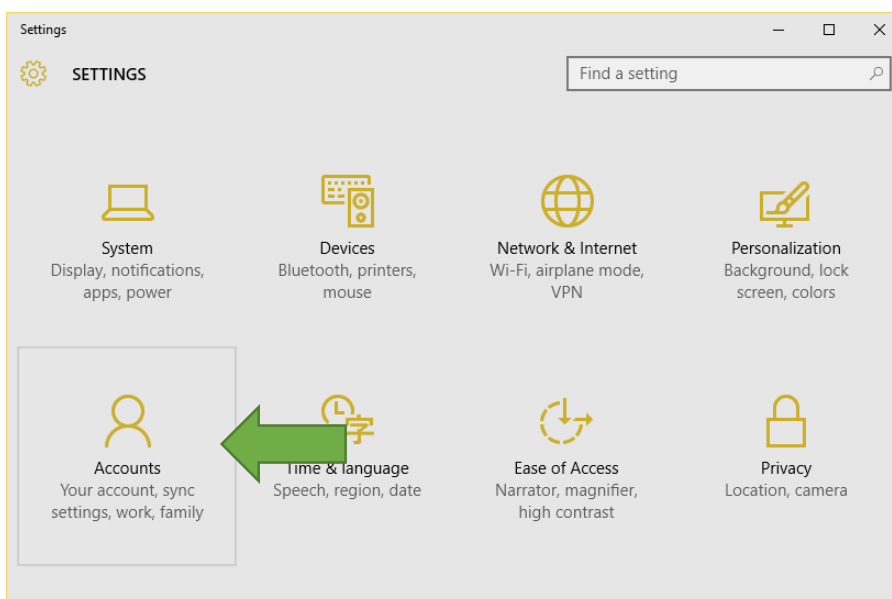 Settings
SETTINGS
Find a setting
System
Display, notifications,
apps, power
Devices
Bluetooth, printers,
mouse
Network & Internet
Wi-Fi, airplane mode,
VPN
Personalization
Background, lock
screen, colors
Accounts
Your account, sync
settings, work, family
字
Time & language
Speech, region, date
Ease of Access
Narrator, magnifier,
high contrast
Privacy
Location, camera